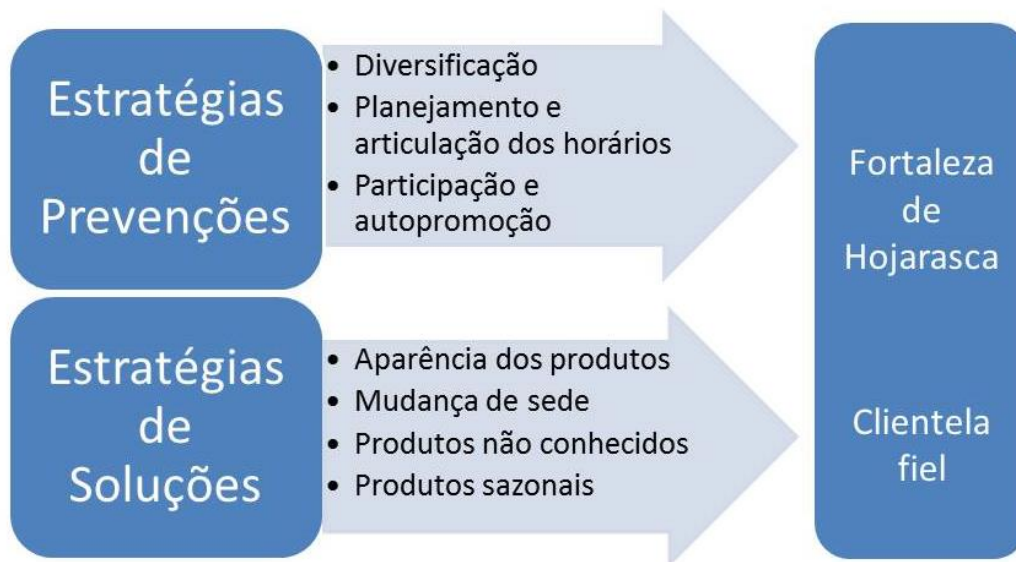 Estratégias
de
Prevenções
• Diversificação
• Planejamento e
articulação dos horários
• Participação e
autopromoção
Estratégias
de
Soluções
• Aparência dos produtos
• Mudança de sede
• Produtos não conhecidos
• Produtos sazonais
Fortaleza
de
Hojarasca
Clientela
fiel